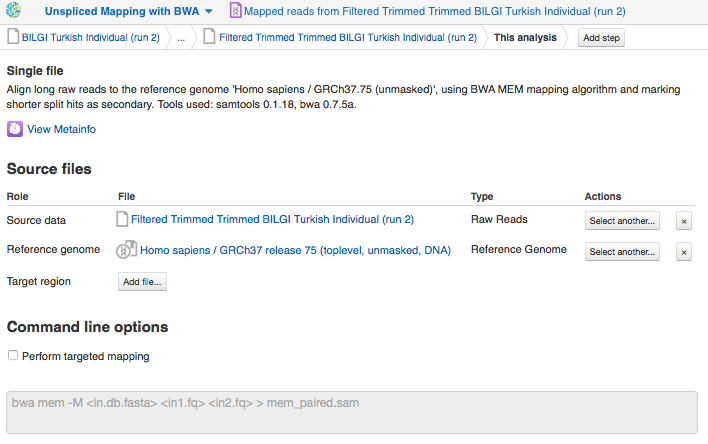 Unspliced Mapping with BWA Mapped reads from Filtered Trimmed Trimmed BILGI Turkish Individual (run 2)
BILGI Turkish Individual (run 2) ... Filtered Trimmed Trimmed BILGI Turkish Individual (run 2) This analysis Add step
Single file
Align long raw reads to the reference genome 'Homo sapiens / GRCh37.75 (unmasked)', using BWA MEM mapping algorithm and marking
shorter split hits as secondary. Tools used: samtools 0.1.18, bwa 0.7.5a.
View Metainfo
Source files
Role File Type Actions
Source data Filtered Trimmed Trimmed BILGI Turkish Individual (run 2) Raw Reads Select another... ×
Reference genome Homo sapiens / GRCh37 release 75 (toplevel, unmasked, DNA) Reference Genome Select another... ×
Target region Add file...
Command line options
Perform targeted mapping
bwa mem -M <in.db.fasta> <in1.fq> <in2.fq> > mem_paired.sam